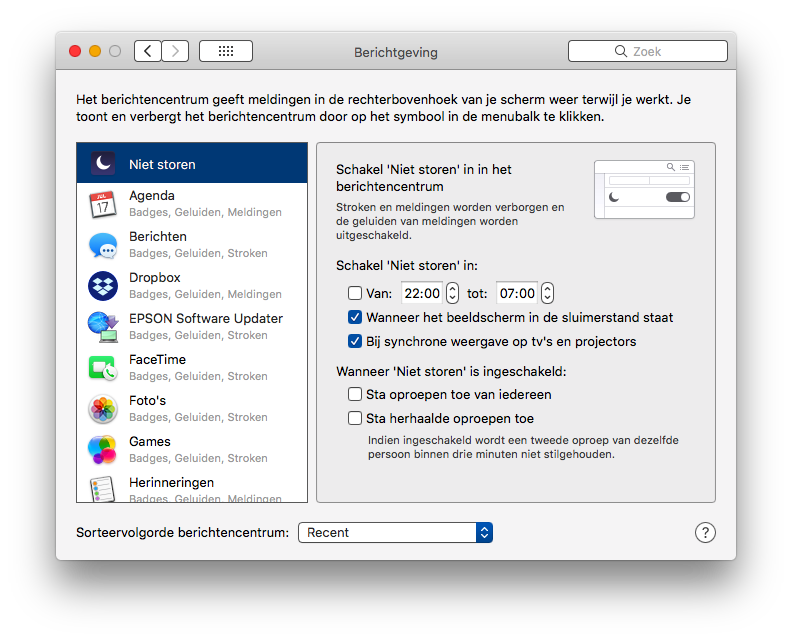 Berichtgeving
Zoek
Het berichtencentrum geeft meldingen in de rechterbovenhoek van je scherm weer terwijl je werkt. Je
toont en verbergt het berichtencentrum door op het symbool in de menubalk te klikken.
Niet storen
Agenda
Badges, Geluiden, Meldingen
Berichten
Badges, Geluiden, Stroken
Dropbox
Badges, Geluiden, Meldingen
EPSON Software Updater
Badges, Geluiden, Stroken
FaceTime
Badges, Geluiden, Stroken
Foto's
Badges, Geluiden, Stroken
Games
Badges, Geluiden, Stroken
Herinneringen
Badges, Geluiden, Meldingen
JUL
17
Schakel 'Niet storen' in in het
berichtencentrum
Stroken en meldingen worden verborgen en
de geluiden van meldingen worden
uitgeschakeld.
Schakel 'Niet storen' in:
Van: 22:00 tot: 07:00
Wanneer het beeldscherm in de sluimerstand staat
Bij synchrone weergave op tv's en projectors
Wanneer 'Niet storen' is ingeschakeld:
Sta oproepen toe van iedereen
Sta herhaalde oproepen toe
Indien ingeschakeld wordt een tweede oproep van dezelfde
persoon binnen drie minuten niet stilgehouden.
Sorteervolgorde berichtencentrum: Recent
?